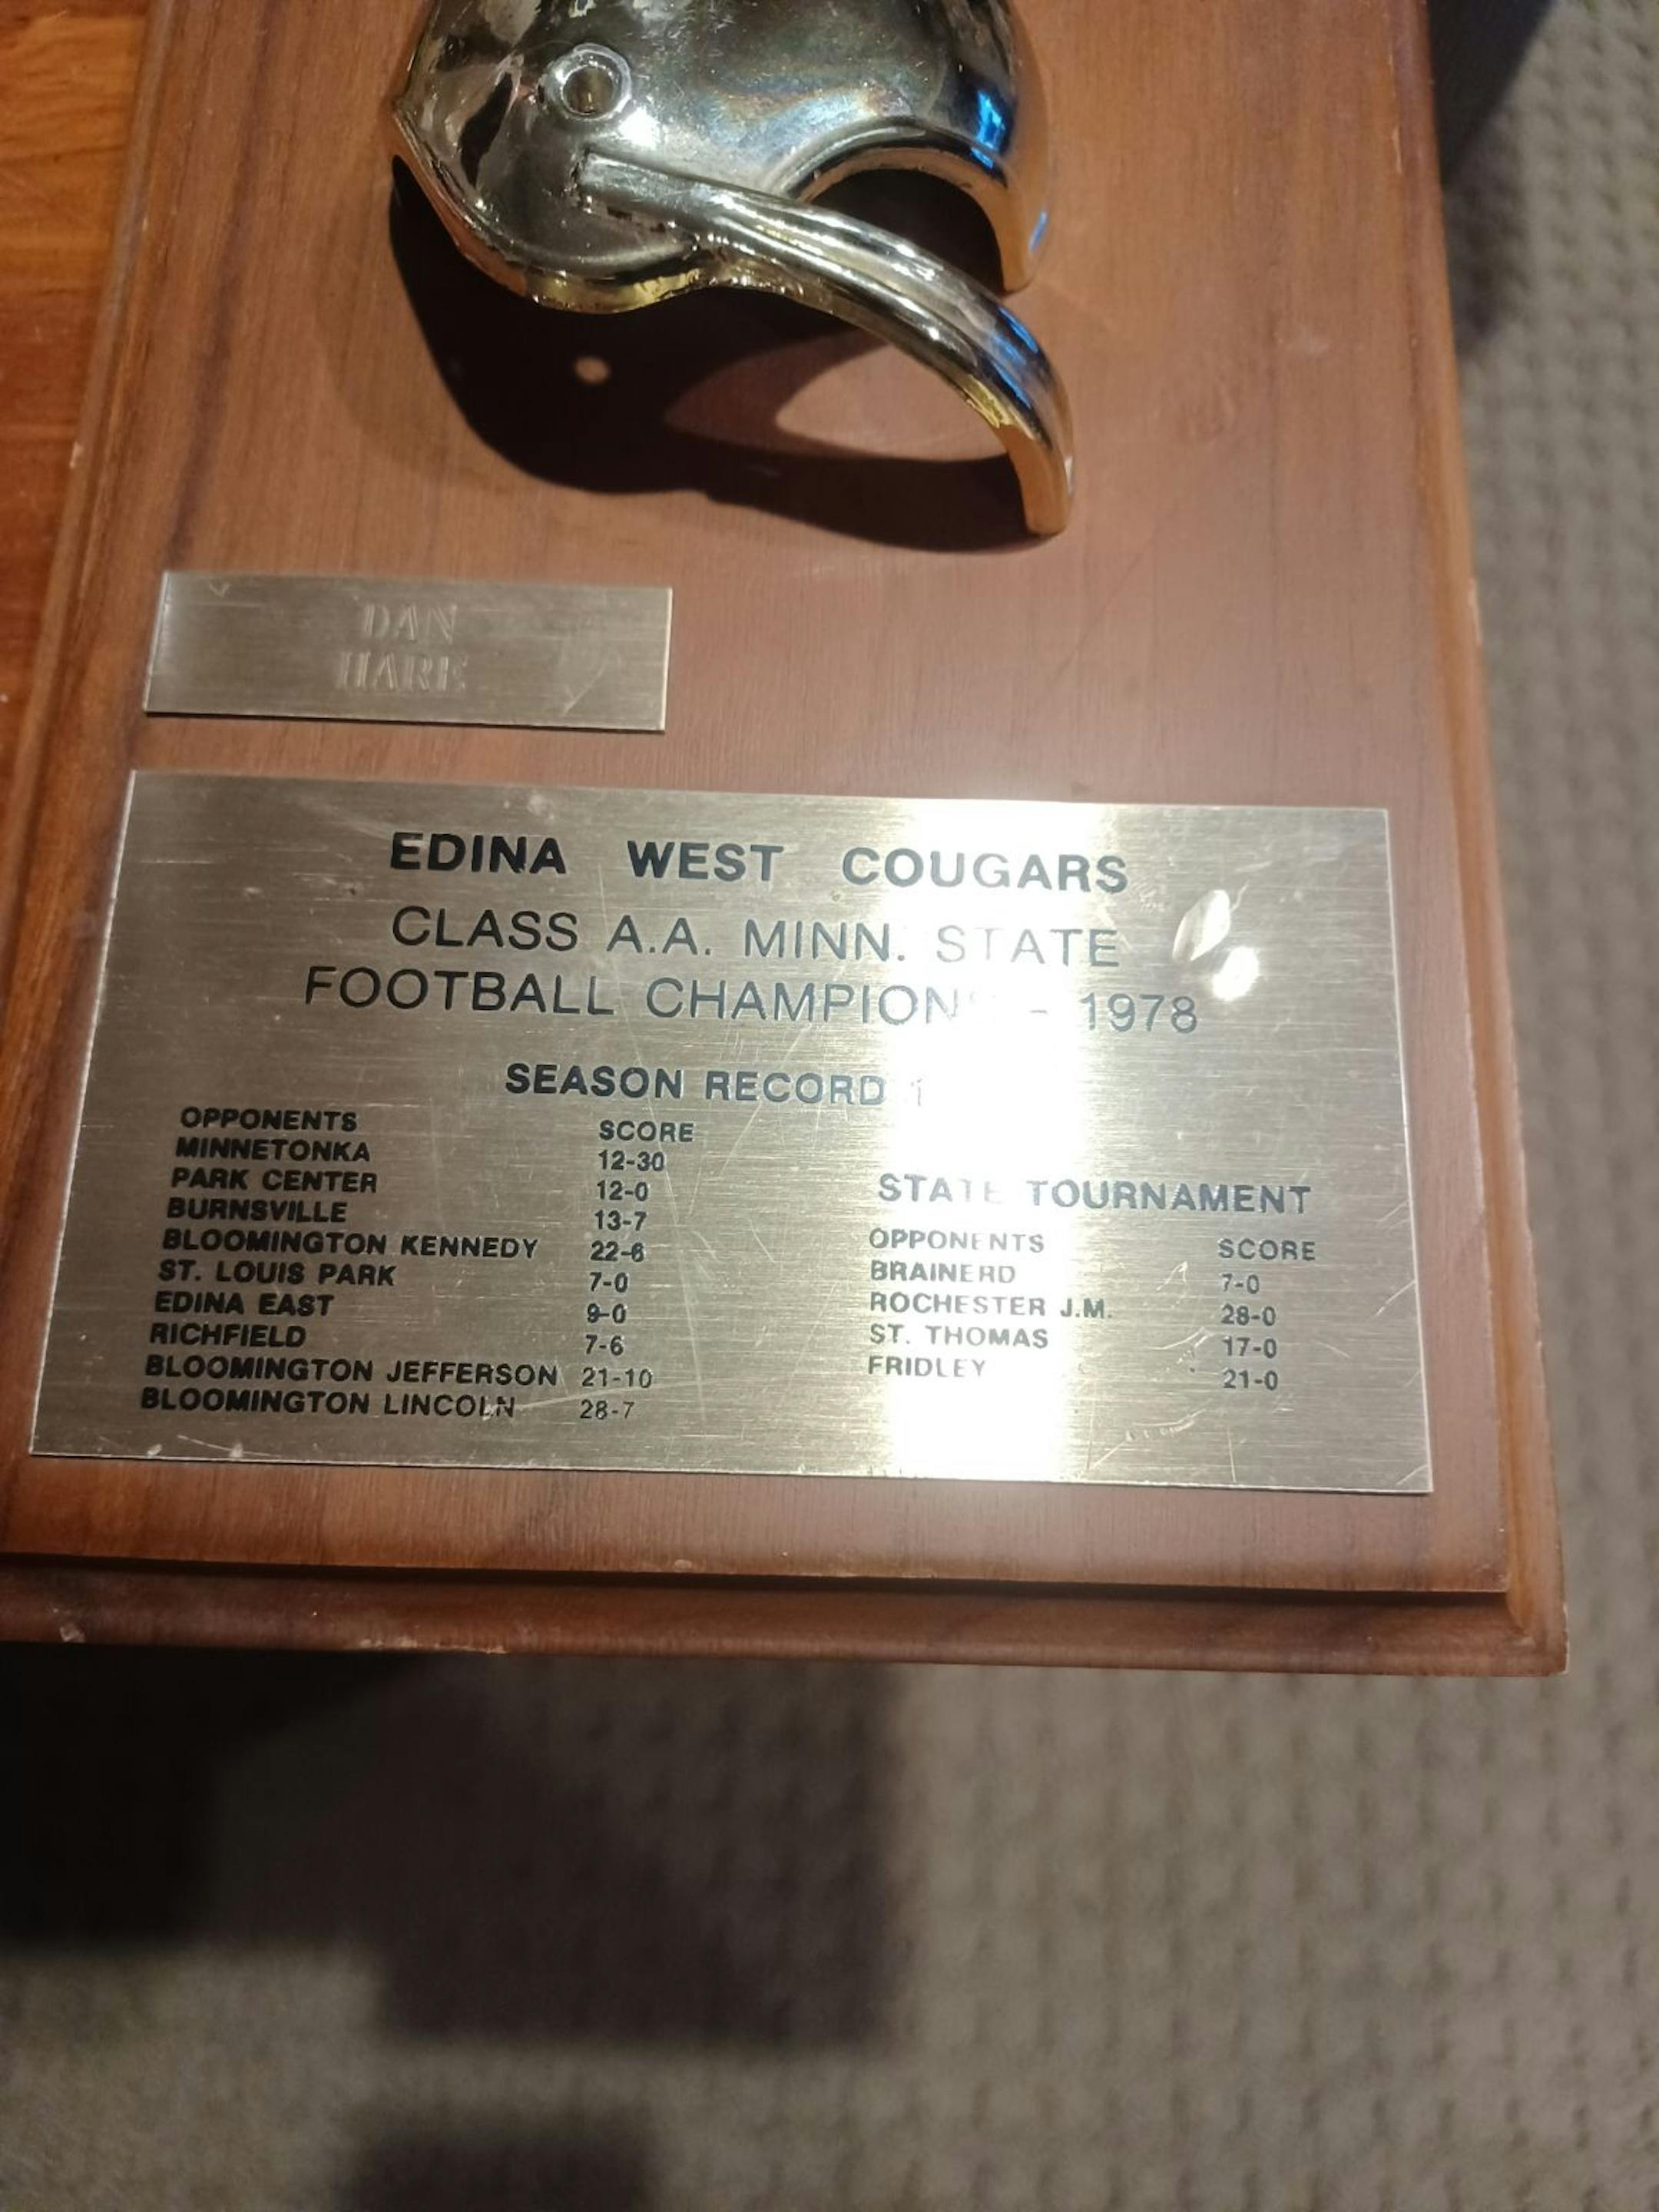 DAN
HARE
EDINA WEST COUGARS
CLASS A.A. MINN. STATE
FOOTBALL CHAMPIONS - 1978
SEASON RECORD
OPPONENTS SCORE
MINNETONKA 12-30
PARK CENTER 12-0
BURNSVILLE 13-7
BLOOMINGTON KENNEDY 22-6
ST. LOUIS PARK 7-0
EDINA EAST 9-0
RICHFIELD 7-6
BLOOMINGTON JEFFERSON 21-10
BLOOMINGTON LINCOLN 28-7
STATE TOURNAMENT
OPPONENTS SCORE
BRAINERD 7-0
ROCHESTER J.M. 28-0
ST. THOMAS 17-0
FRIDLEY 21-0